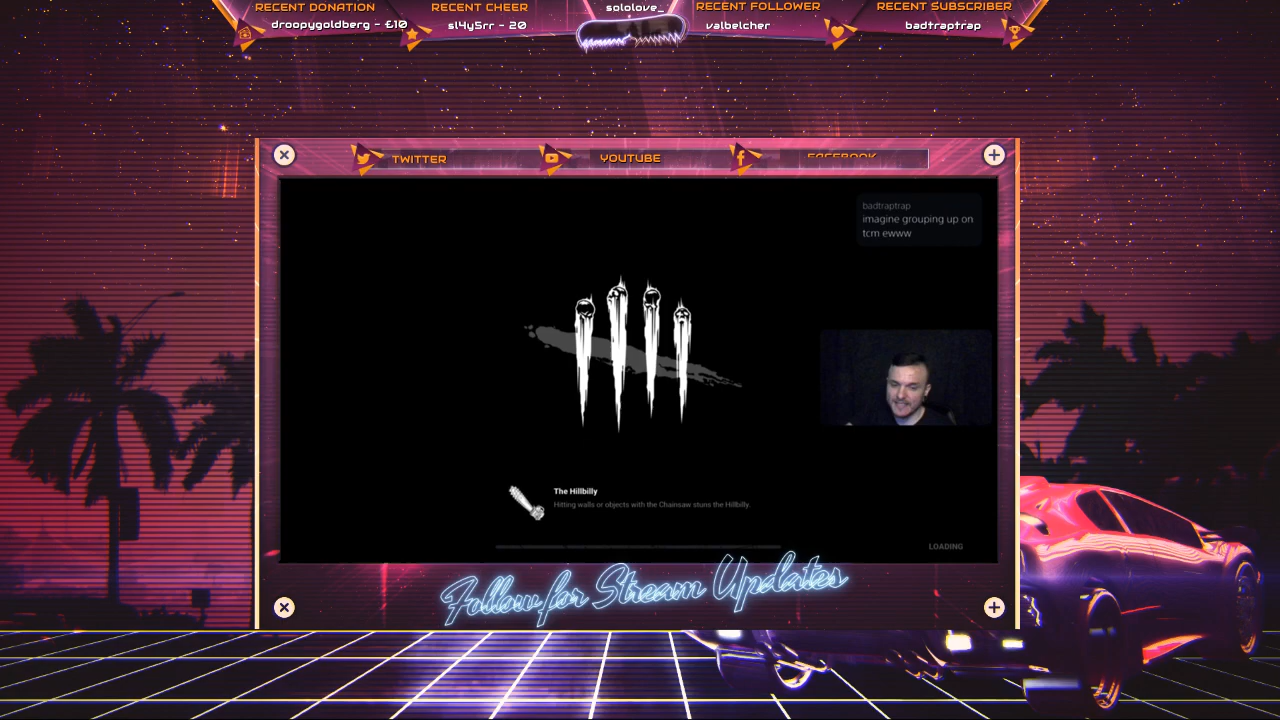 RECENT DONATION
droopygoldberg - £10
RECENT CHEER
sl4y5rr - 20
sololove_
RECENT FOLLOWER
valbelcher
RECENT SUBSCRIBER
badtraptrap
TWITTER
YOUTUBE
FACEBOOK
badtraptrap
imagine grouping up on
tcm ewww
The Hillbilly
Hitting walls or objects with the Chainsaw stuns the Hillbilly.
LOADING
Follow for Stream Updates